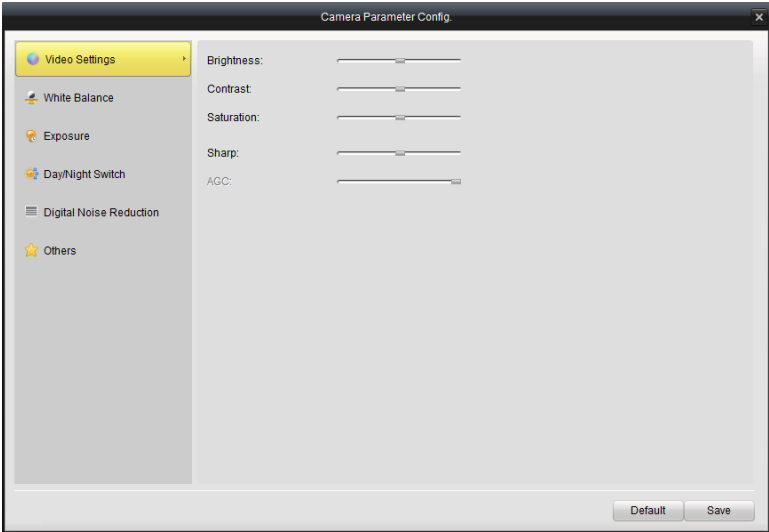 Camera Parameter Config.
Video Settings
White Balance
Exposure
Day/Night Switch
Digital Noise Reduction
Others
Brightness:
Contrast:
Saturation:
Sharp:
AGC:
Default
Save